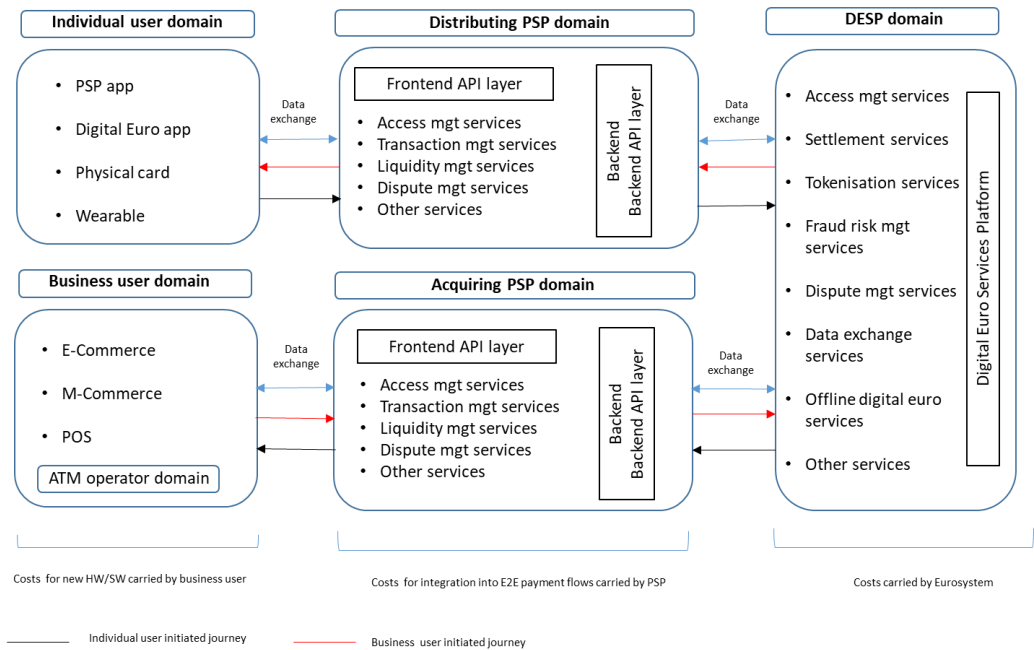 Individual user domain
Distributing PSP domain
DESP domain
• PSP app
• Digital Euro app
• Physical card
• Wearable
Data
exchange
Frontend API layer
• Access mgt services
• Transaction mgt services
• Liquidity mgt services
• Dispute mgt services
• Other services
Backend
Backend API layer
Data
exchange
• Access mgt services
• Settlement services
• Tokenisation services
• Fraud risk mgt
services
• Dispute mgt services
• Data exchange
services
• Offline digital euro
services
• Other services
Digital Euro Services Platform
Business user domain
Acquiring PSP domain
• E-Commerce
• M-Commerce
• POS
ATM operator domain
Data
exchange
Frontend API layer
• Access mgt services
• Transaction mgt services
• Liquidity mgt services
• Dispute mgt services
• Other services
Backend
Backend API layer
Data
exchange
Costs for new HW/SW carried by business user
Costs for integration into E2E payment flows carried by PSP
Costs carried by Eurosystem
Individual user initiated journey
Business user initiated journey